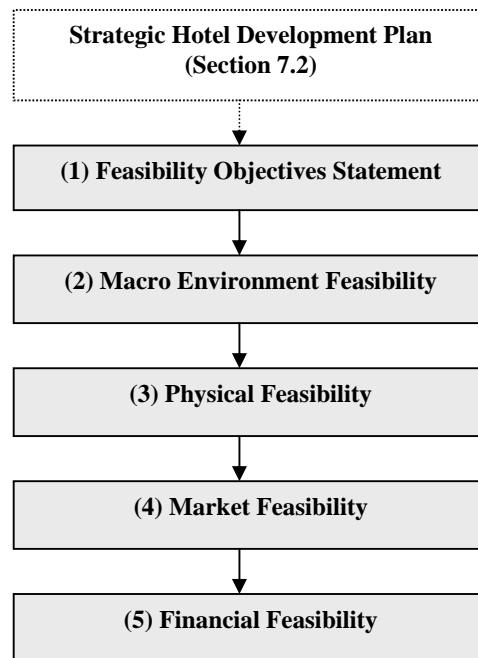 Strategic Hotel Development Plan
(Section 7.2)
(1) Feasibility Objectives Statement
(2) Macro Environment Feasibility
(3) Physical Feasibility
(4) Market Feasibility
(5) Financial Feasibility